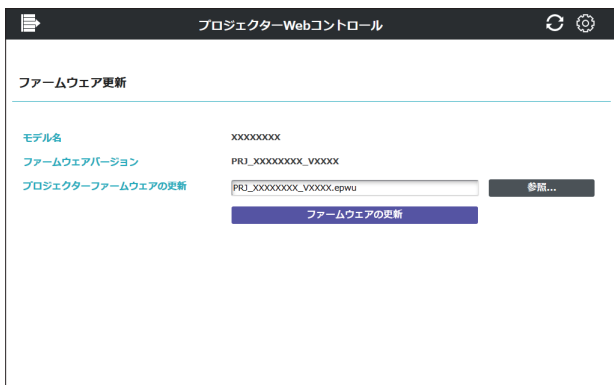 プロジェクターWebコントロール
ファームウェア更新
モデル名 XXXXXXXX
ファームウェアバージョン PRJ_XXXXXXXX_VXXXX
プロジェクターファームウェアの更新 PRJ_XXXXXXXX_VXXXX.epwu 参照...
ファームウェアの更新